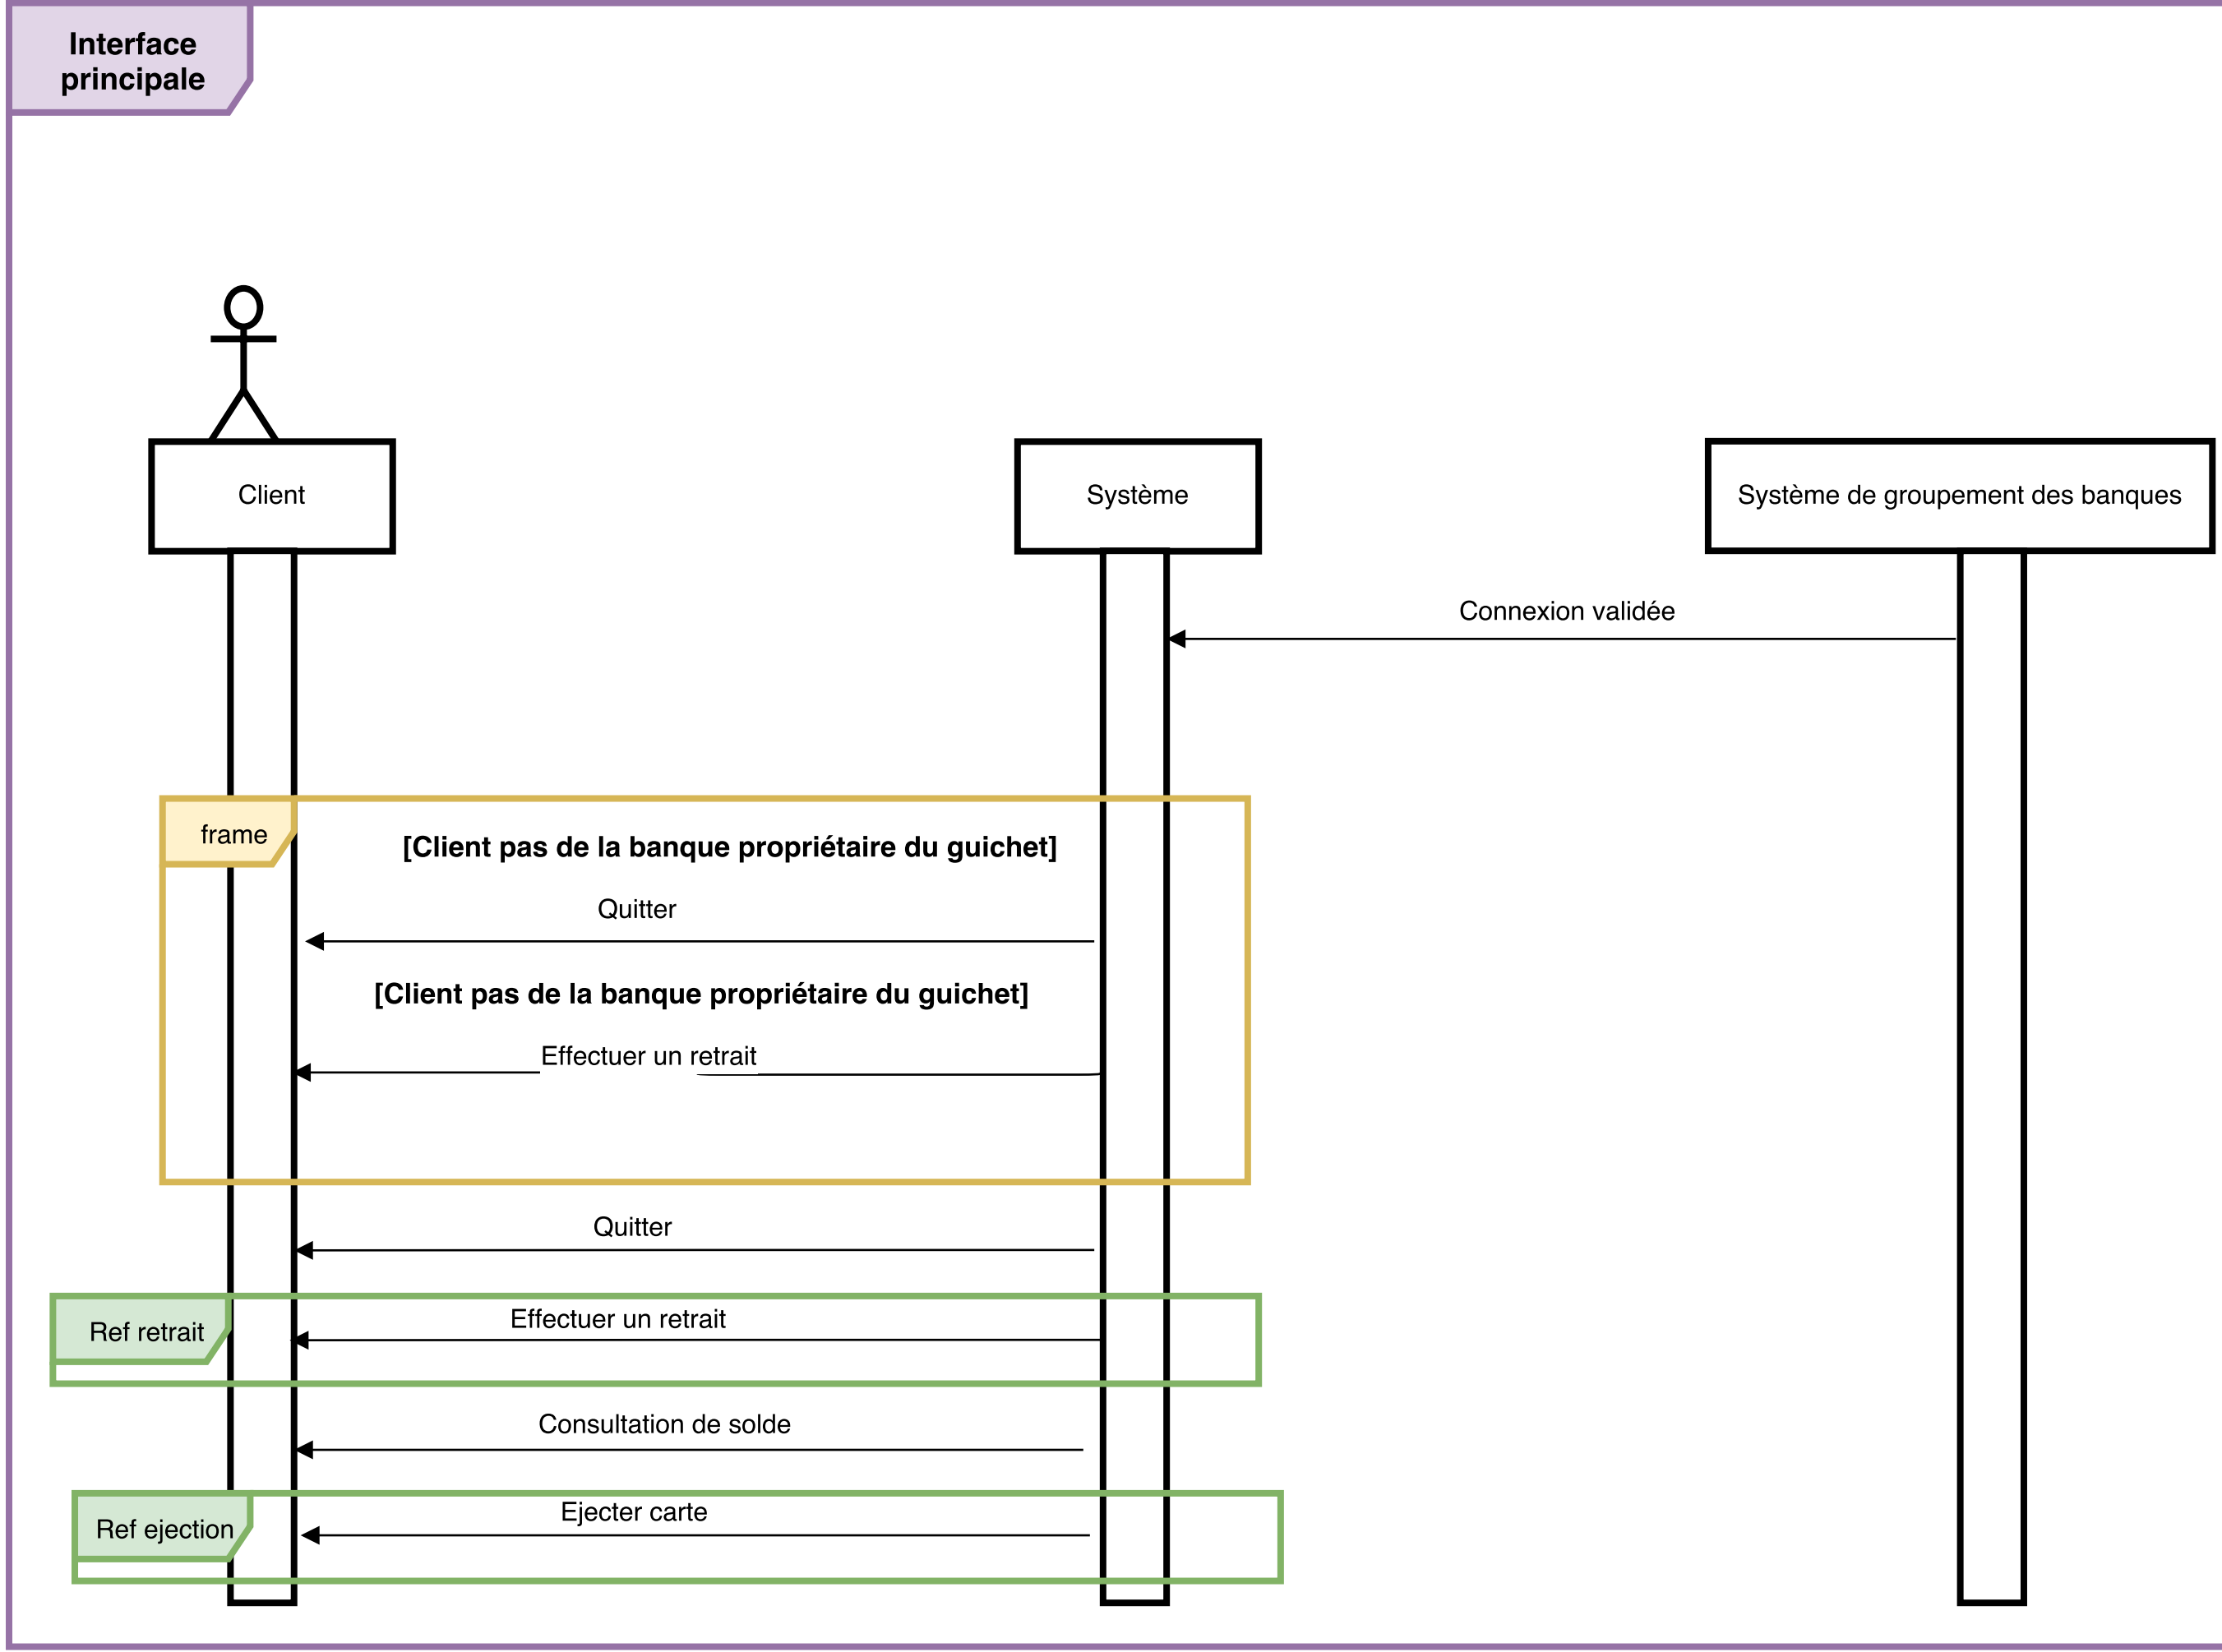 Interface
principale
Client
Système
Système de groupement des banques
Connexion validée
frame
[Client pas de la banque propriétaire du guichet]
Quitter
[Client pas de la banque propriétaire du guichet]
Effectuer un retrait
Quitter
Ref retrait
Effectuer un retrait
Consultation de solde
Ref ejection
Ejecter carte